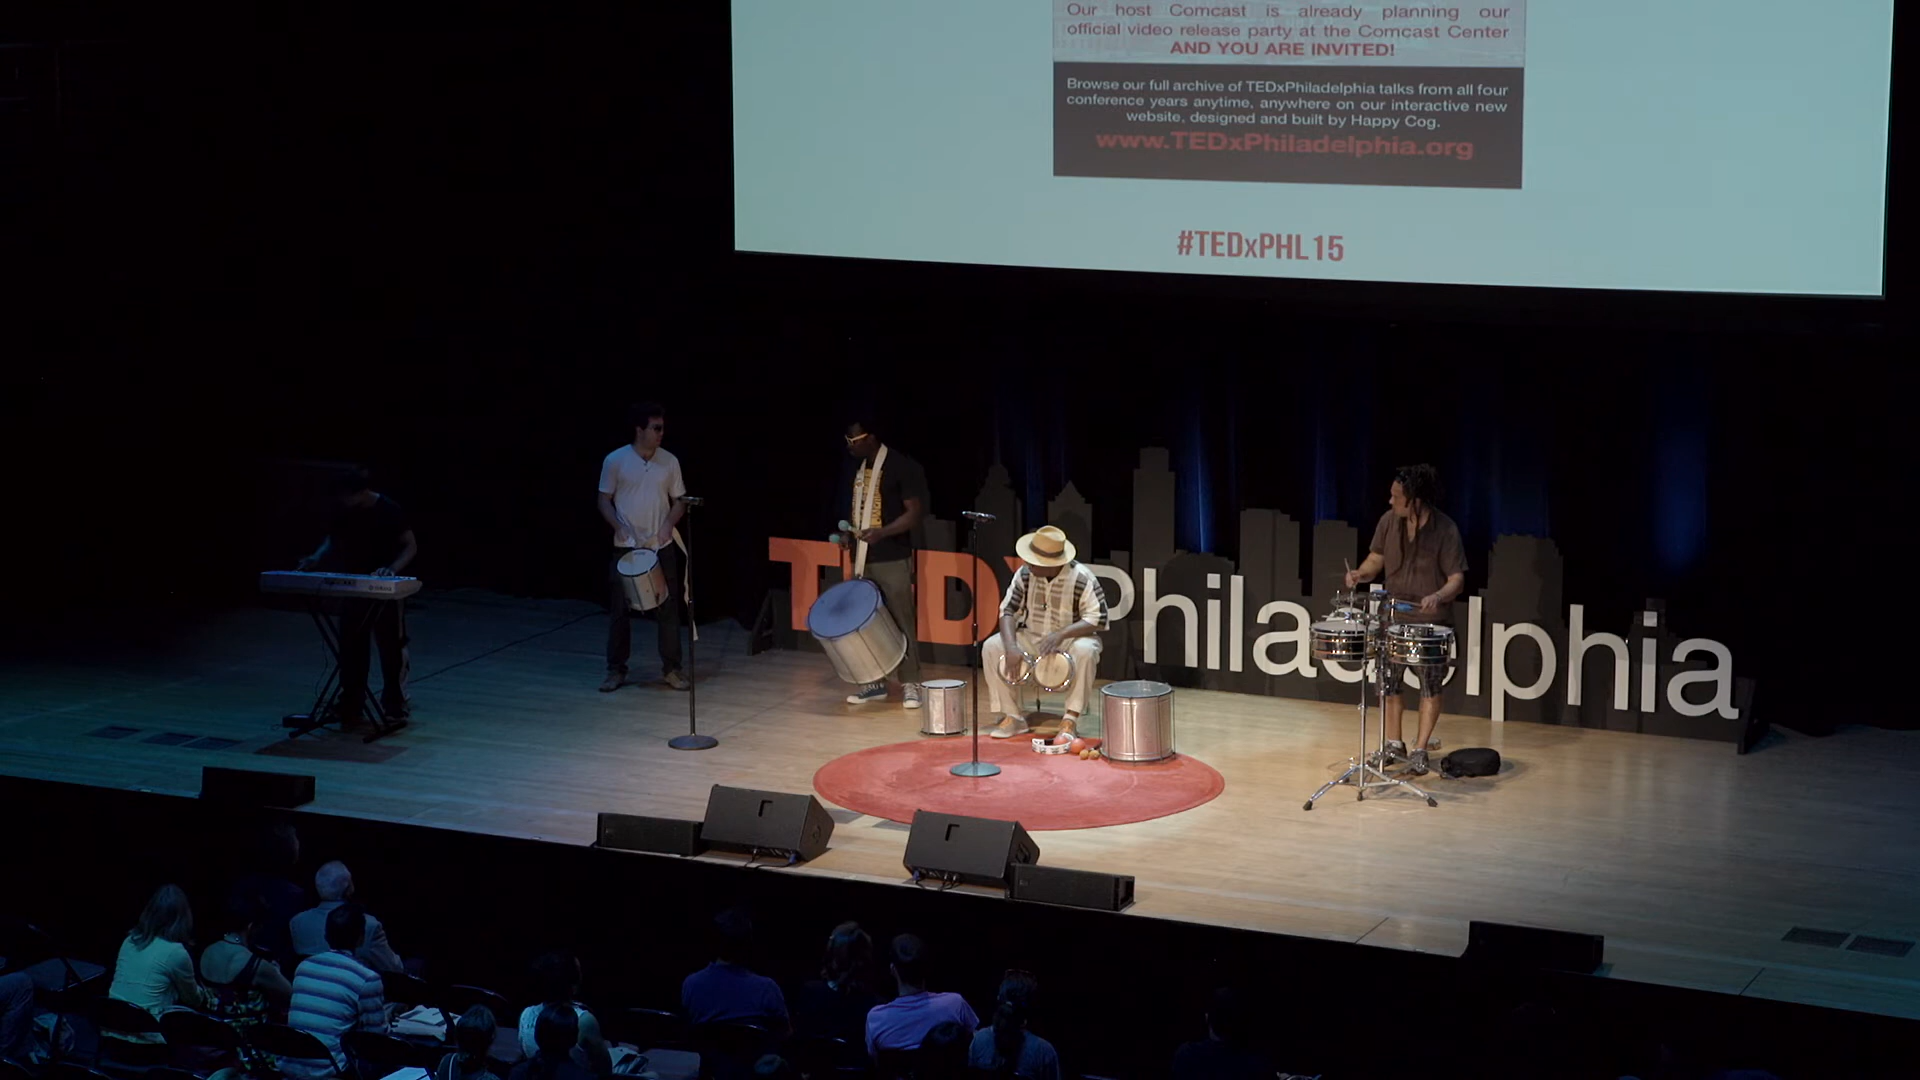 Our host Comcast is already planning our
official video release party at the Comcast Center
AND YOU ARE INVITED!
Browse our full archive of TEDxPhiladelphia talks from all four
conference years anytime, anywhere on our interactive new
website, designed and built by Happy Cog.
www.TEDxPhiladelphia.org
#TEDxPHL15
TEDxPhiladelphia